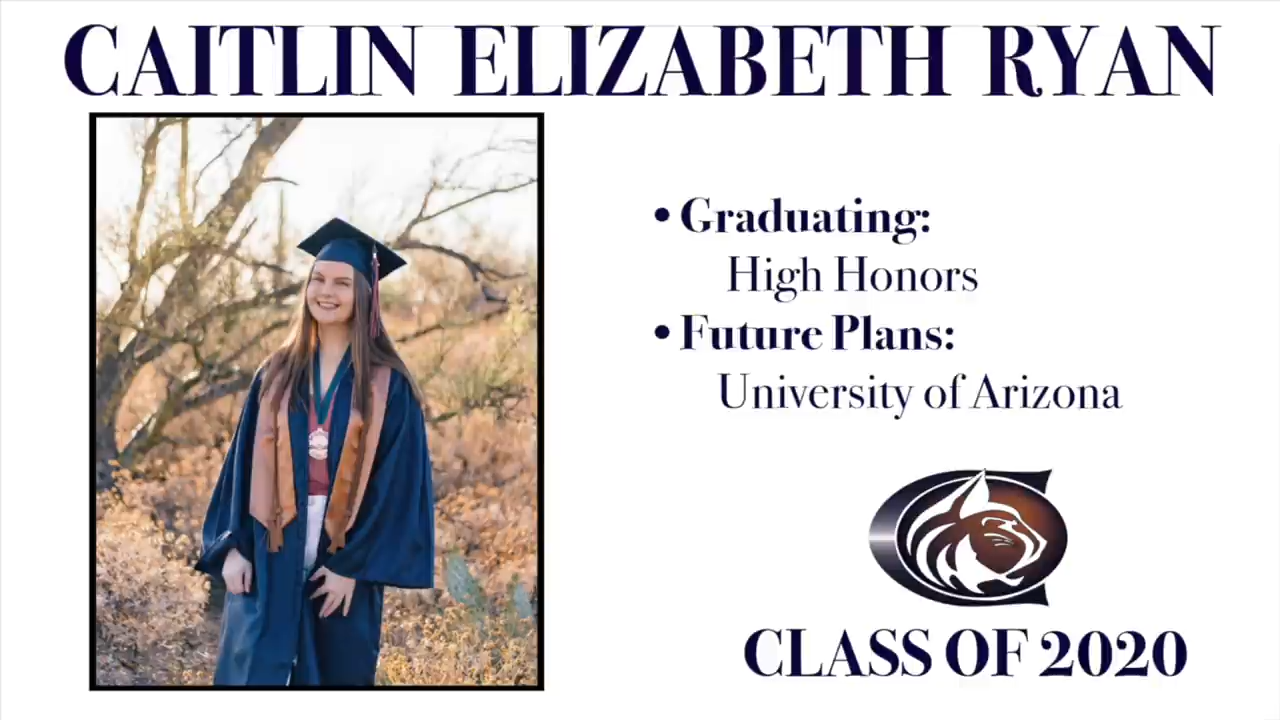 CAITLIN ELIZABETH RYAN
• Graduating:
High Honors
• Future Plans:
University of Arizona
CLASS OF 2020